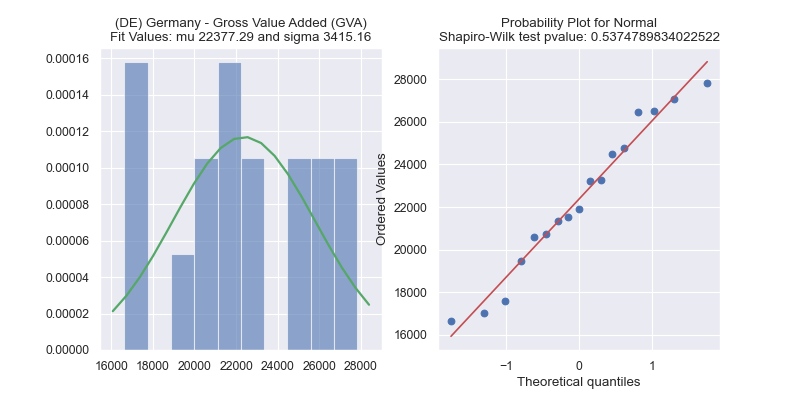 (DE) Germany - Gross Value Added (GVA)
Fit Values: mu 22377.29 and sigma 3415.16
0.00016
0.00014
0.00012
0.00010
0.00008
0.00006
0.00004
0.00002
0.00000
16000 18000 20000 22000 24000 26000 28000
Probability Plot for Normal
Shapiro-Wilk test pvalue: 0.5374789834022522
Ordered Values
28000
26000
24000
22000
20000
18000
16000
−1 0 1
Theoretical quantiles